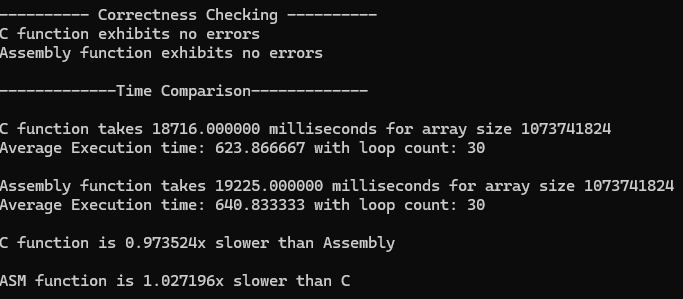 ---------- Correctness Checking ----------
C function exhibits no errors
Assembly function exhibits no errors
-------------Time Comparison-------------
C function takes 18716.000000 milliseconds for array size 1073741824
Average Execution time: 623.866667 with loop count: 30
Assembly function takes 19225.000000 milliseconds for array size 1073741824
Average Execution time: 640.833333 with loop count: 30
C function is 0.973524x slower than Assembly
ASM function is 1.027196x slower than C